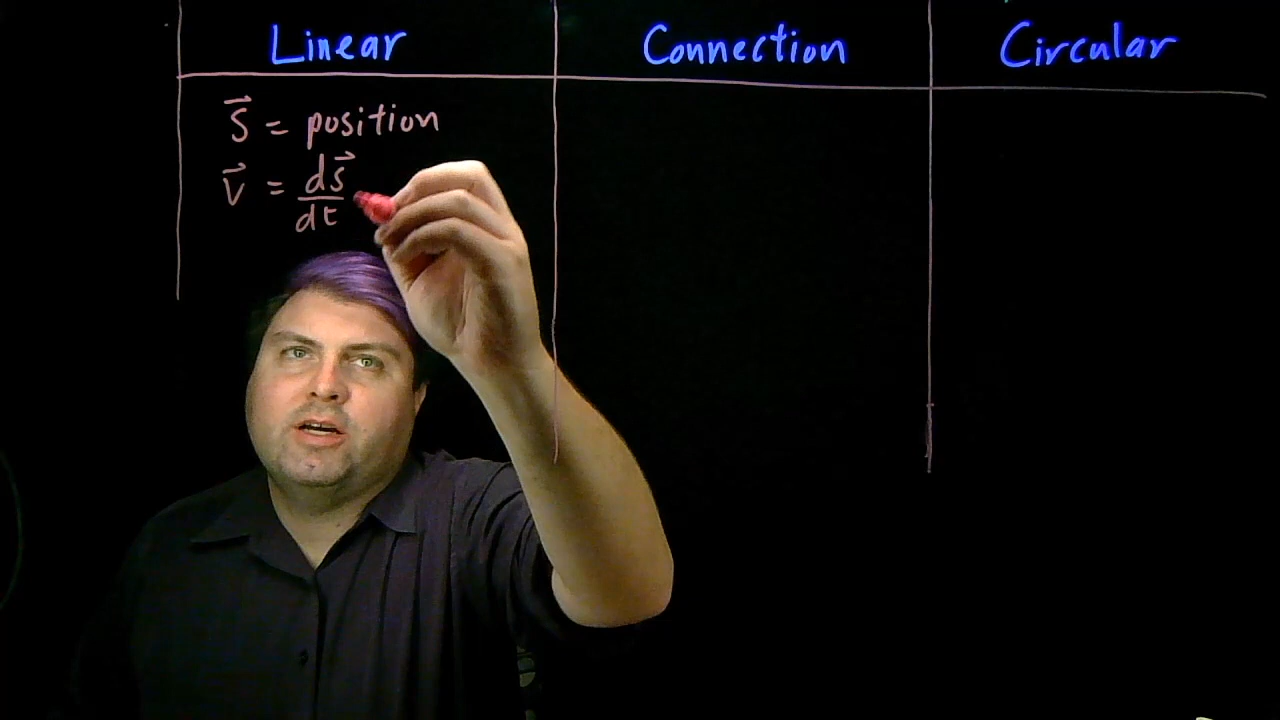 Linear Connection Circular
s⃗ = position
v⃗ = ds⃗/dt